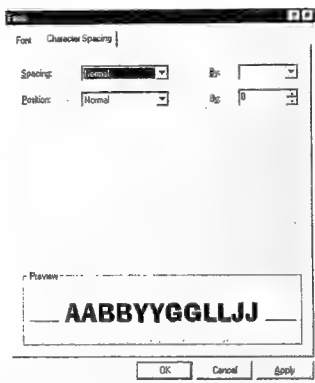 Font Character Spacing
Spacing: Normal By:
Position: Normal By: 0
Preview
AABBYYGGLLJJ
OK Cancel Apply